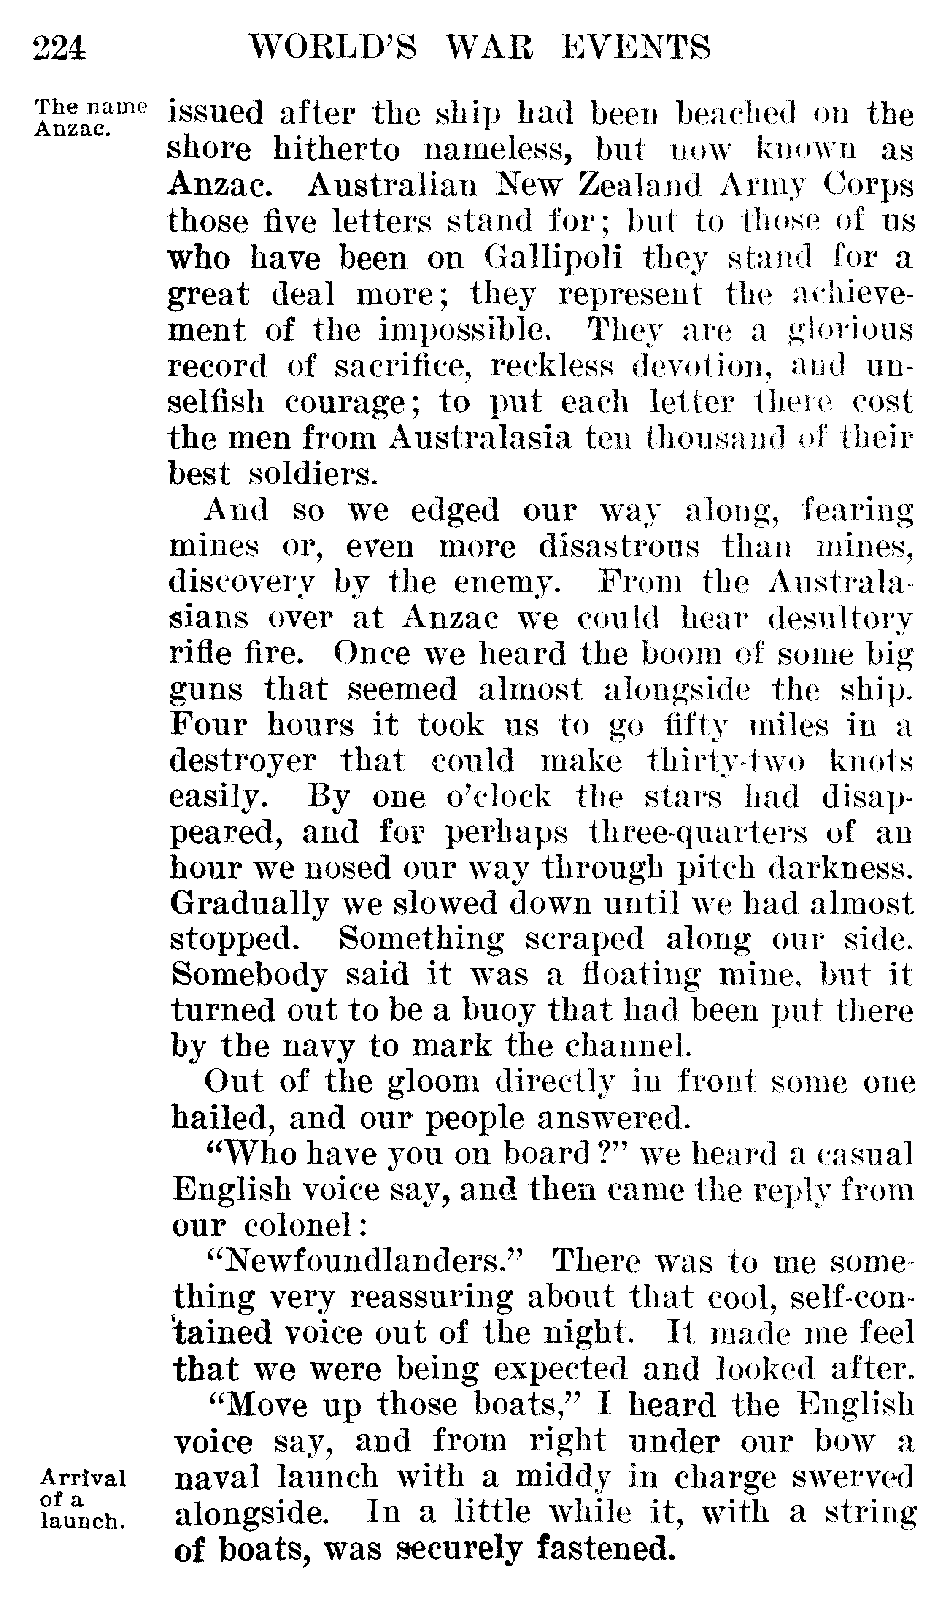 224 WORLD'S WAR EVENTS
The name
Anzac.
issued after the ship had been beached on the
shore hitherto nameless, but now known as
Anzac. Australian New Zealand Army Corps
those five letters stand for; but to those of us
who have been on Gallipoli they stand for a
great deal more; they represent the achieve-
ment of the impossible. They are a glorious
record of sacrifice, reckless devotion, and un-
selfish courage; to put each letter there cost
the men from Australasia ten thousand of their
best soldiers.
And so we edged our way along, fearing
mines or, even more disastrous than mines,
discovery by the enemy. From the Australa-
sians over at Anzac we could hear desultory
rifle fire. Once we heard the boom of some big
guns that seemed almost alongside the ship.
Four hours it took us to go fifty miles in a
destroyer that could make thirty-two knots
easily. By one o'clock the stars had disap-
peared, and for perhaps three-quarters of an
hour we nosed our way through pitch darkness.
Gradually we slowed down until we had almost
stopped. Something scraped along our side.
Somebody said it was a floating mine, but it
turned out to be a buoy that had been put there
by the navy to mark the channel.
Out of the gloom directly in front some one
hailed, and our people answered.
"Who have you on board?" we heard a casual
English voice say, and then came the reply from
our colonel:
"Newfoundlanders." There was to me some-
thing very reassuring about that cool, self-con-
tained voice out of the night. It made me feel
that we were being expected and looked after.
"Move up those boats," I heard the English
voice say, and from right under our bow a
Arrival
of a
launch.
naval launch with a middy in charge swerved
alongside. In a little while it, with a string
of boats, was securely fastened.